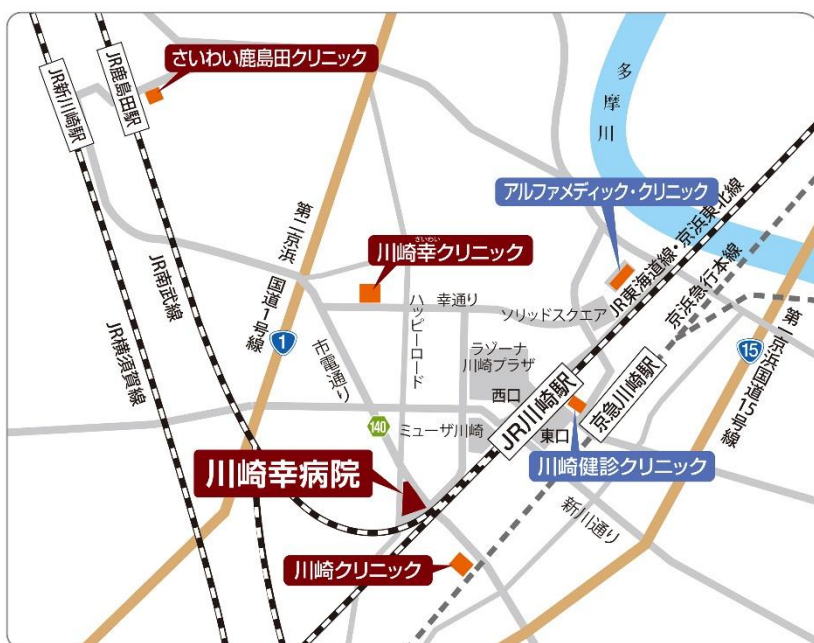 さいわい鹿島田クリニック
JR新川崎駅
JR鹿島田駅
多摩川
アルファメディック・クリニック
第二京浜 国道1号線
さいわい
川崎幸クリニック
JR東海道線・京浜東北線
京浜急行本線
JR南武線
JR横須賀線
幸通り
ハッピーロード
ソリッドスクエア
1
市電通り
ラゾーナ
川崎プラザ
西口
15
第一京浜国道15号線
JR川崎駅
京急川崎駅
140
ミューザ川崎
東口
川崎健診クリニック
川崎幸病院
新川通り
川崎クリニック